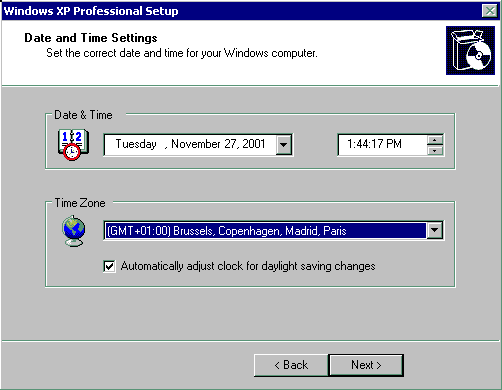 Windows XP Professional Setup
Date and Time Settings
Set the correct date and time for your Windows computer.
Date & Time
1 2
Tuesday , November 27, 2001
1:44:17 PM
Time Zone
(GMT+01:00) Brussels, Copenhagen, Madrid, Paris
Automatically adjust clock for daylight saving changes
< Back
Next >